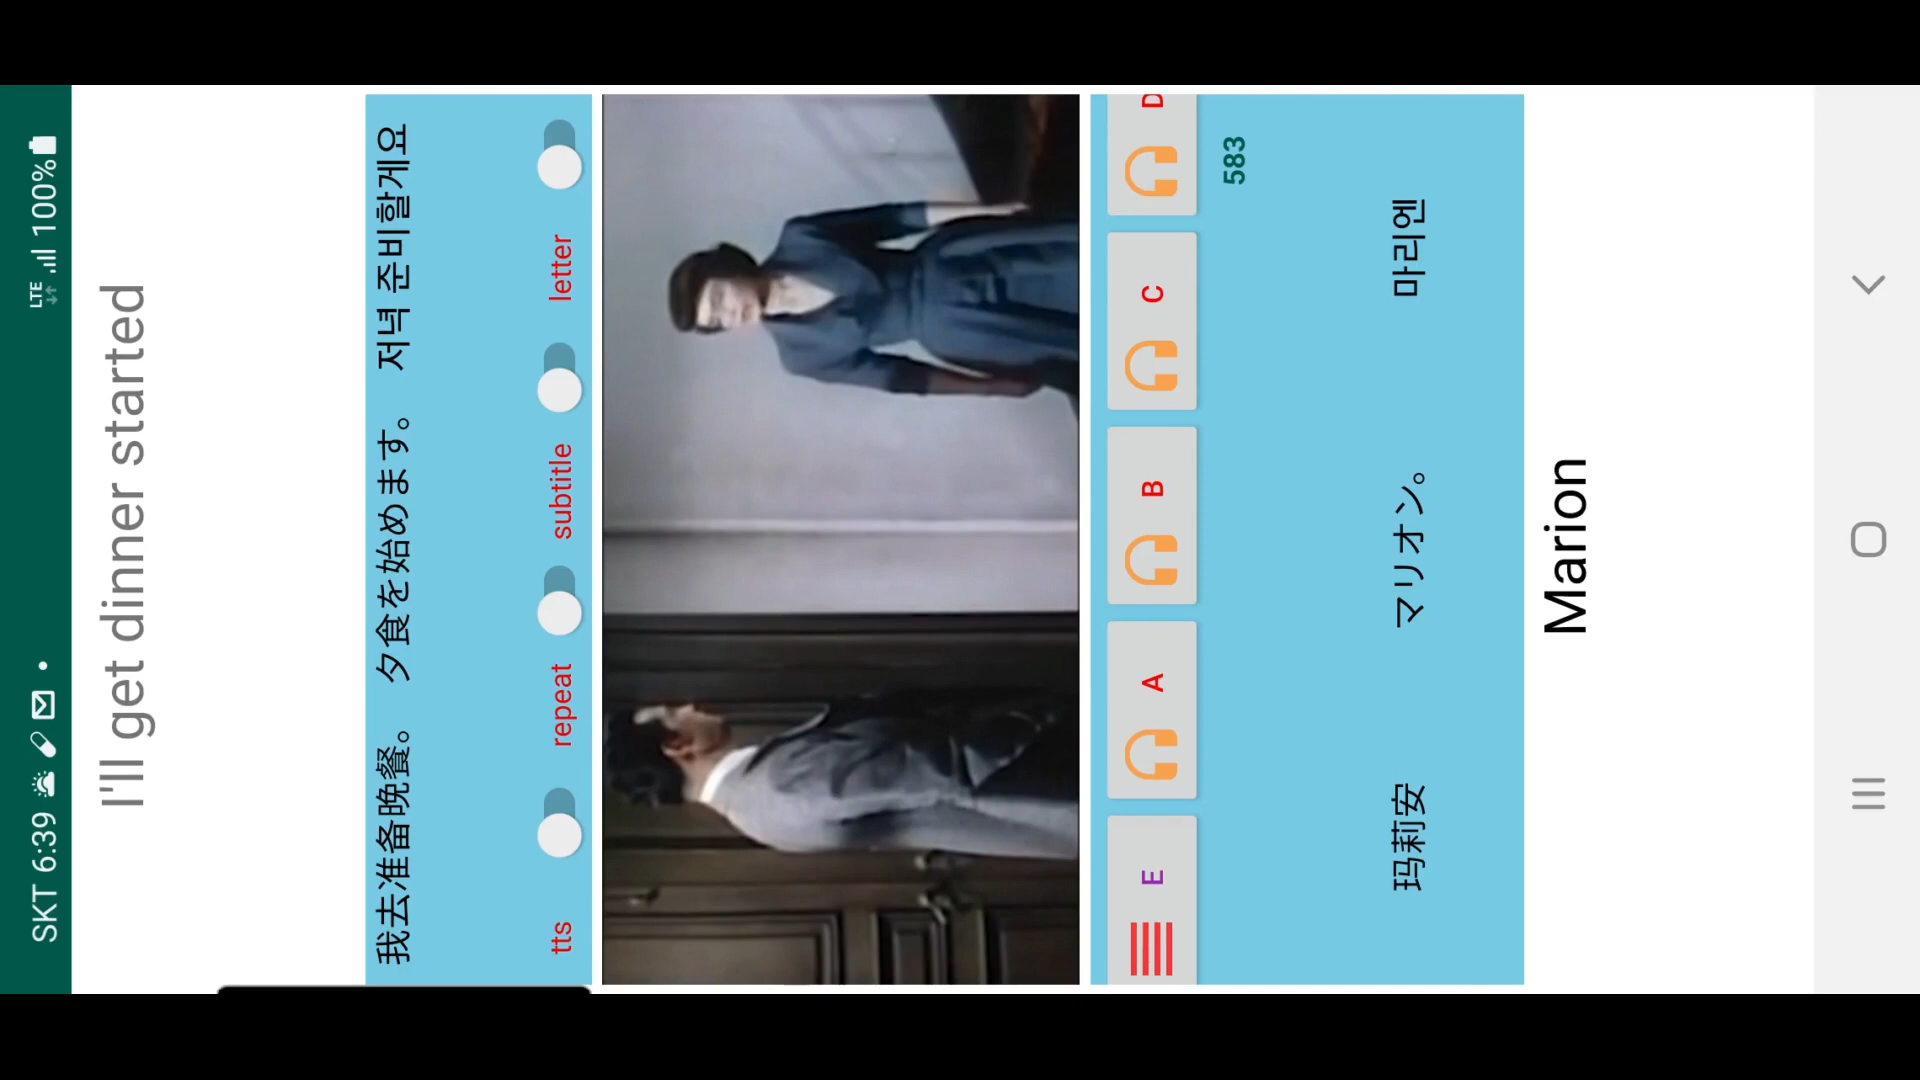 SKT 6:39 LTE 100%
I'll get dinner started
我去准备晚餐。 夕食を始めます。 저녁 준비할게요
tts repeat subtitle letter
E A B C D
583
玛莉安 マリオン。 마리엔
Marion